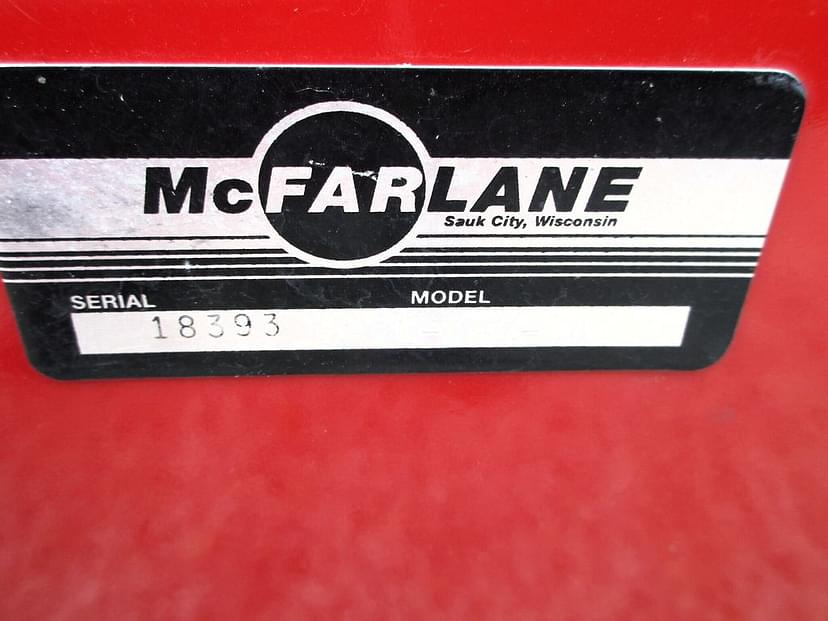 McFARLANE
Sauk City, Wisconsin
SERIAL MODEL
18393